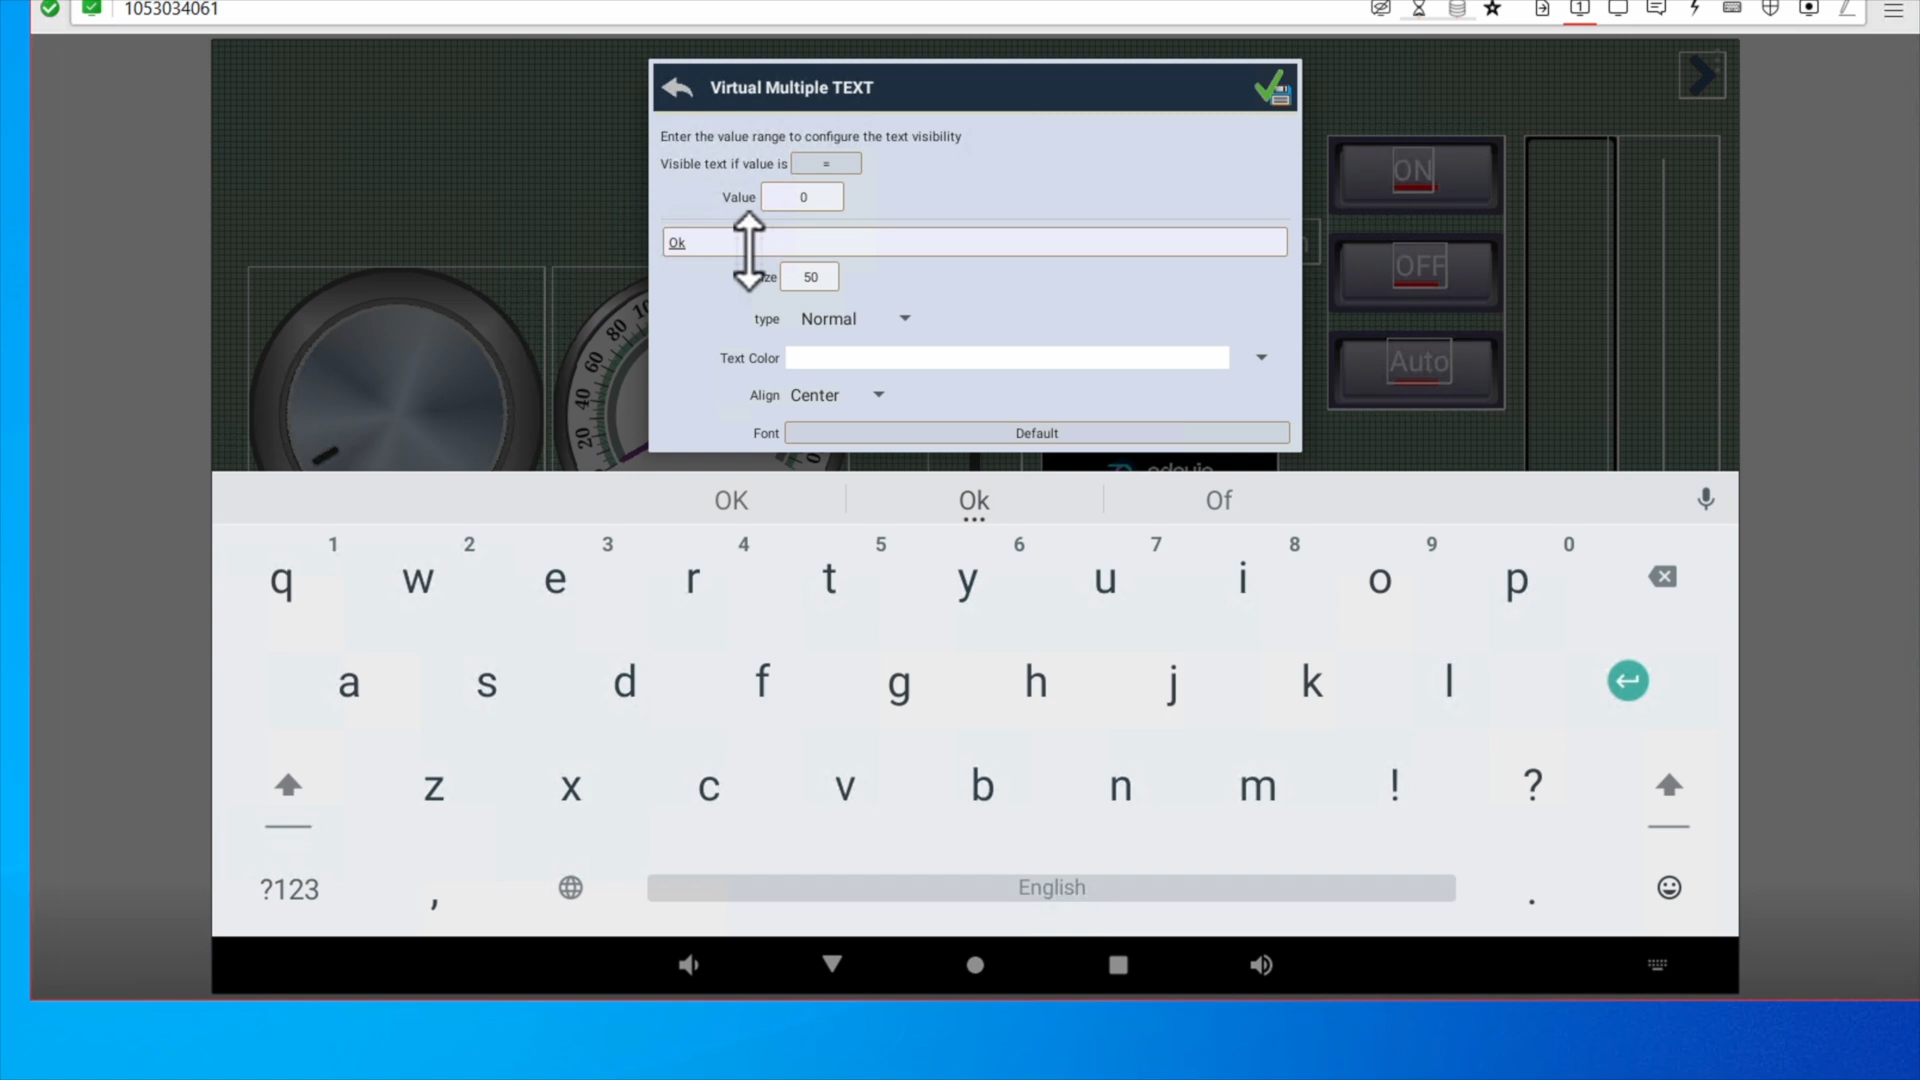 1053034061
Virtual Multiple TEXT
Enter the value range to configure the text visibility
Visible text if value is =
Value 0
Ok
50
type Normal
Text Color
Align Center
Font Default
ON
OFF
Auto
80
60
40
20
OK Ok Of
1 2 3 4 5 6 7 8 9 0
q w e r t y u i o p
a s d f g h j k l
z x c v b n m ! ?
?123 , English .